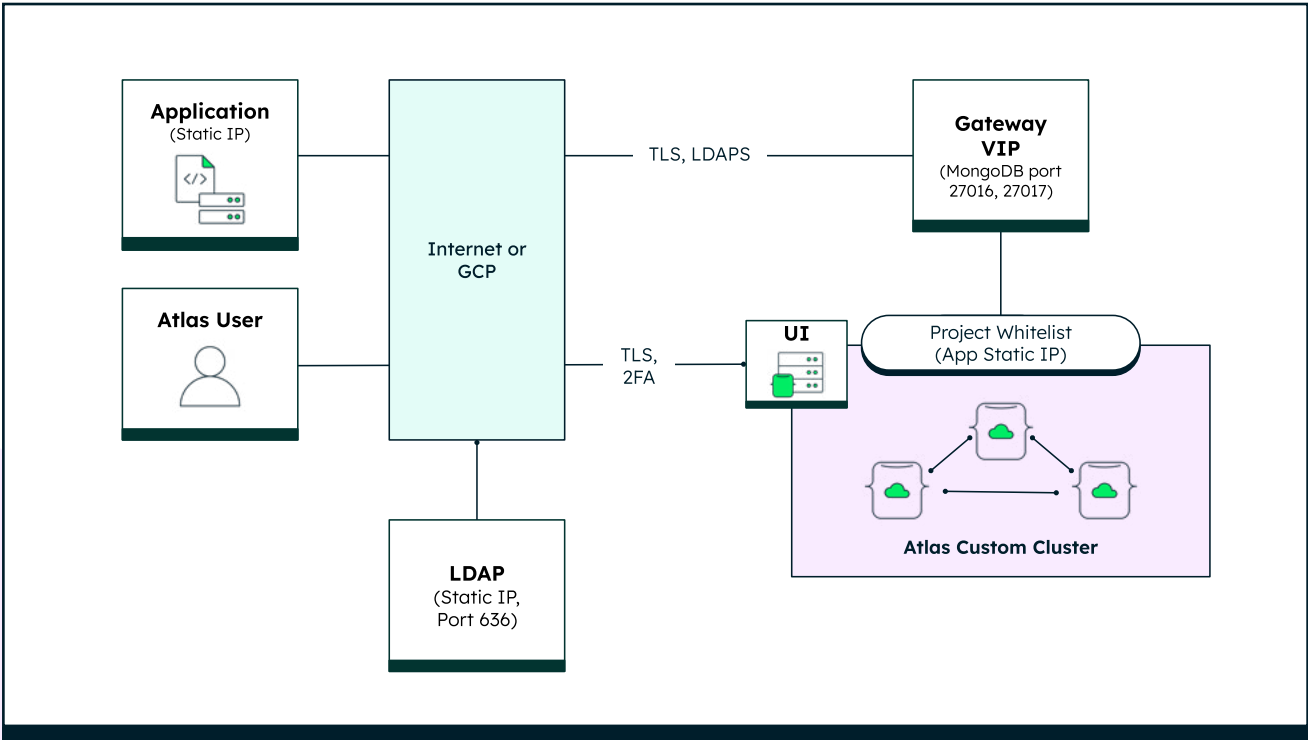 Application
(Static IP)
</>
Internet or
GCP
TLS, LDAPS
Gateway
VIP
(MongoDB port
27016, 27017)
Atlas User
TLS,
2FA
UI
Project Whitelist
(App Static IP)
Atlas Custom Cluster
LDAP
(Static IP,
Port 636)